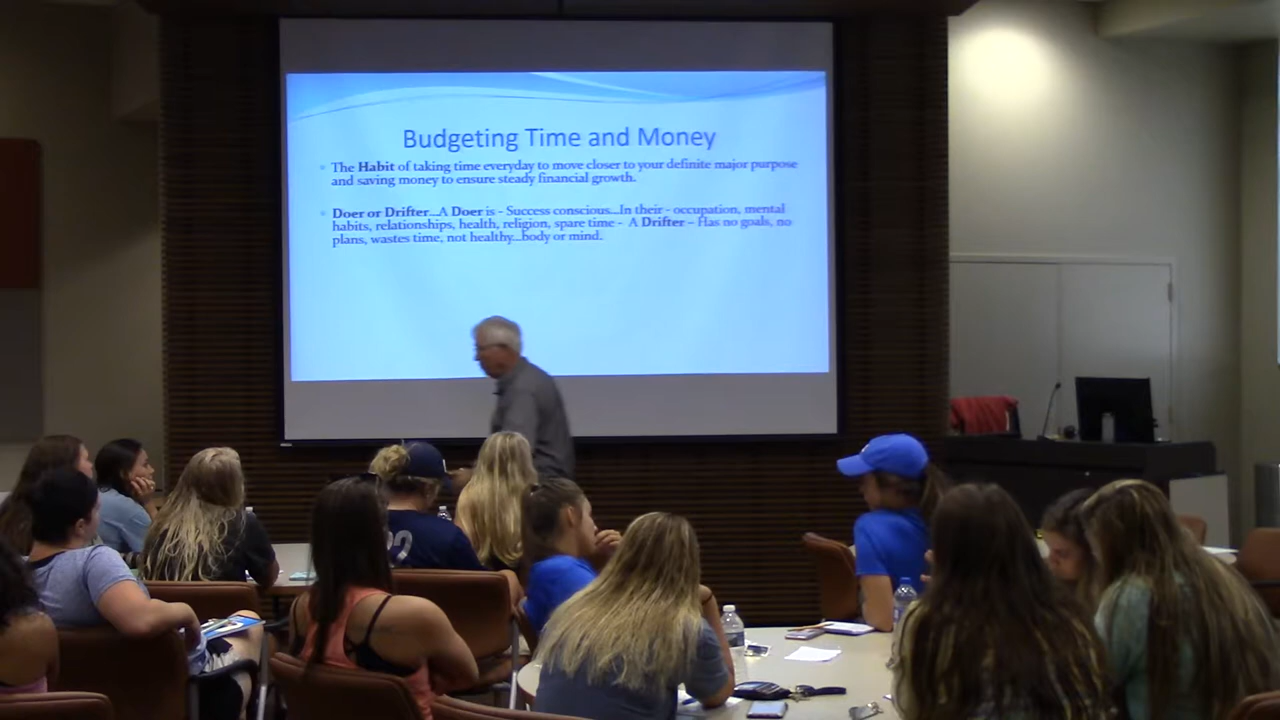 Budgeting Time and Money
The Habit of taking time everyday to move closer to your definite major purpose
and saving money to ensure steady financial growth.
Doer or Drifter...A Doer is - Success conscious...In their - occupation, mental
habits, relationships, health, religion, spare time - A Drifter - Has no goals, no
plans, wastes time, not healthy...body or mind.